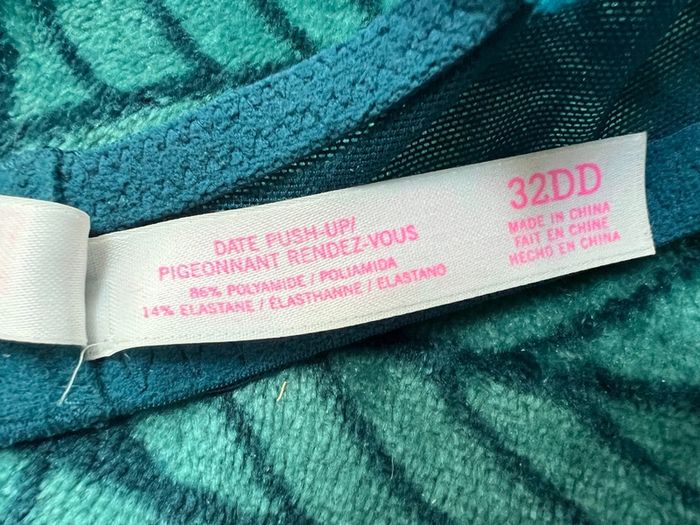 DATE PUSH-UP/
PIGEONNANT RENDEZ-VOUS
86% POLYAMIDE / POLIAMIDA
14% ELASTANE / ÉLASTHANNE / ELASTANO
32DD
MADE IN CHINA
FAIT EN CHINE
HECHO EN CHINA